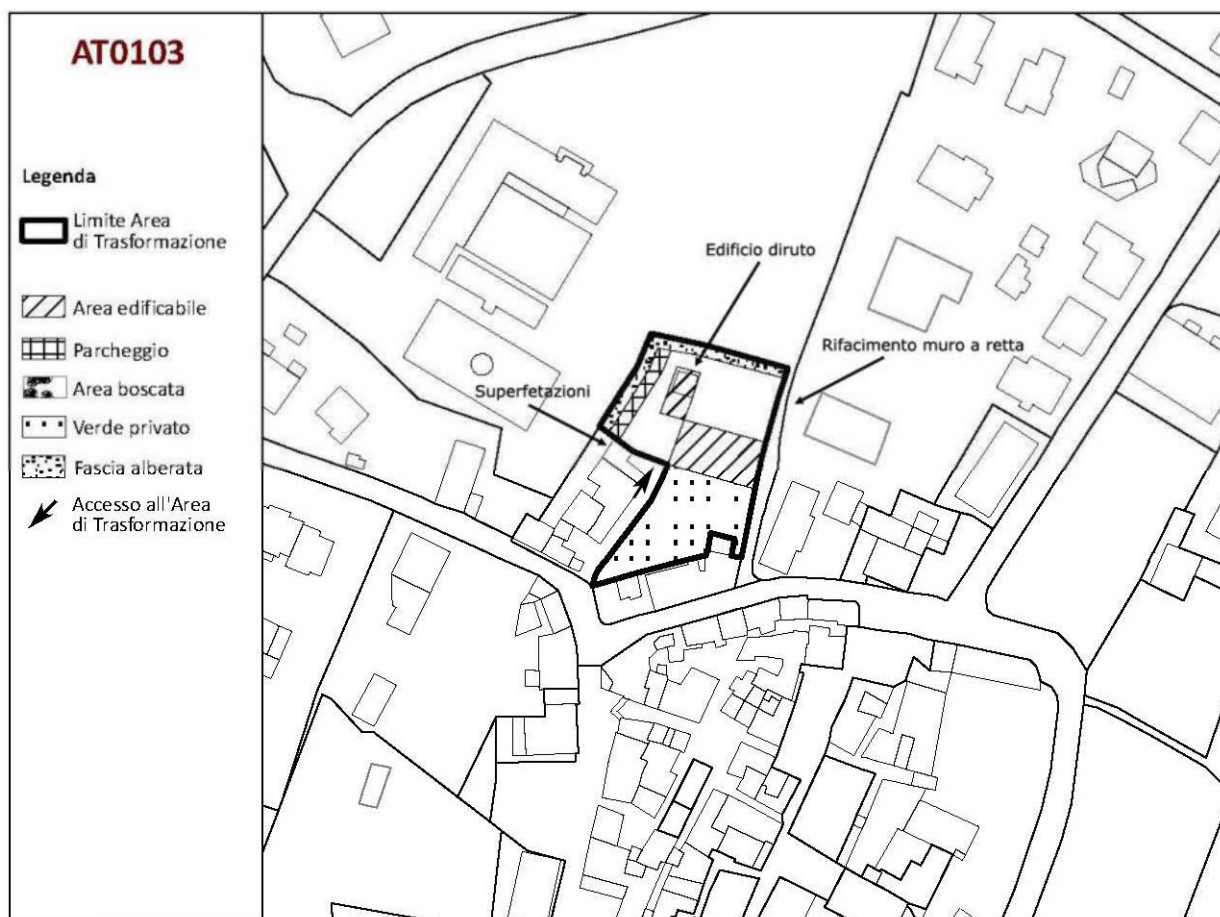 AT0103
Legenda
Limite Area
di Trasformazione
Area edificabile
Parcheggio
Area boscata
Verde privato
Fascia alberata
Accesso all'Area
di Trasformazione
Edificio diruto
Rifacimento muro a retta
Superfetazioni